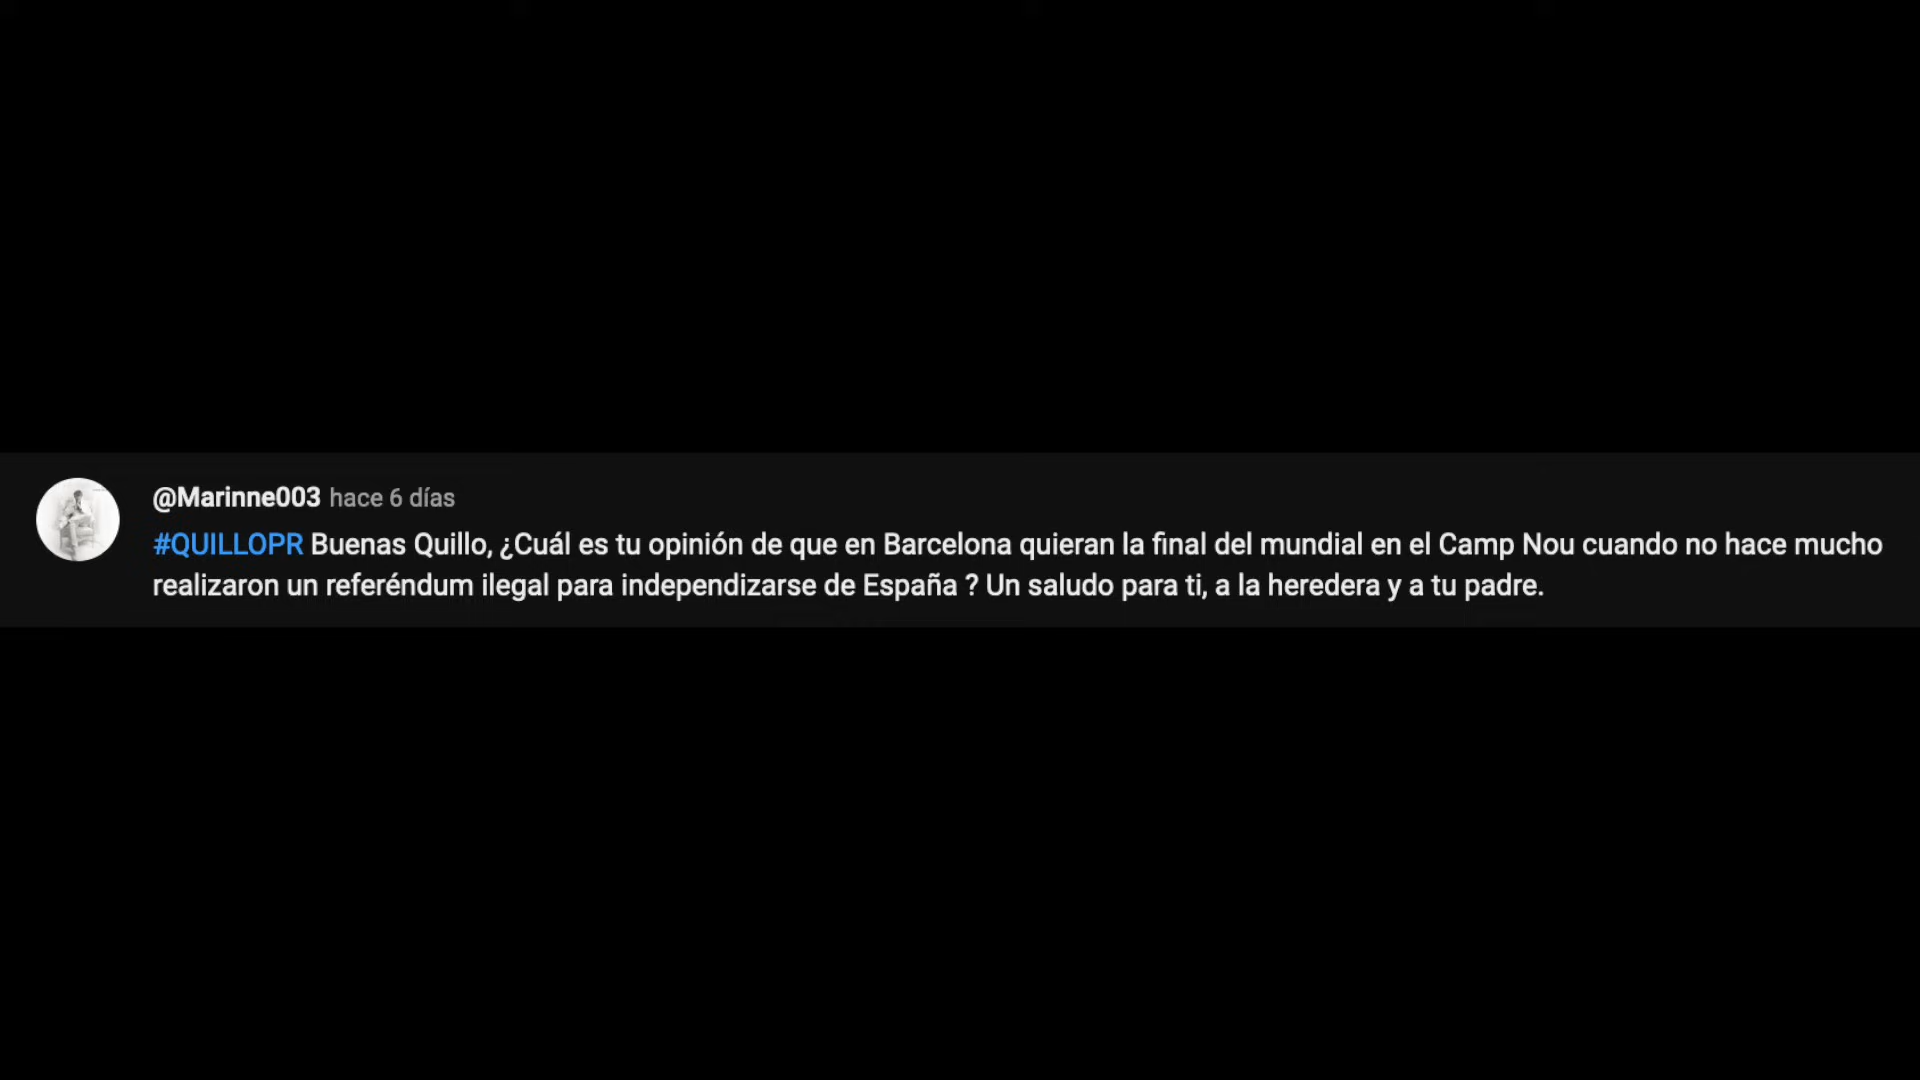 @Marinne003 hace 6 días
#QUILLOPR Buenas Quillo, ¿Cuál es tu opinión de que en Barcelona quieran la final del mundial en el Camp Nou cuando no hace mucho
realizaron un referéndum ilegal para independizarse de España ? Un saludo para ti, a la heredera y a tu padre.